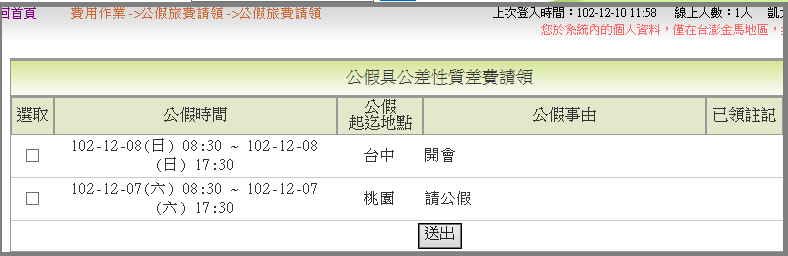 回首頁 費用作業 ->公假旅費請領 ->公假旅費請領 上次登入時間：102-12-10 11:58 線上人數：1人
您於系統內的個人資料，僅在台澎金馬地區，
公假具公差性質差費請領
選取 公假時間 公假 起迄地點 公假事由 已領註記
102-12-08(日) 08:30 ~ 102-12-08
(日) 17:30
台中 開會
102-12-07(六) 08:30 ~ 102-12-07
(六) 17:30
桃園 請公假
送出